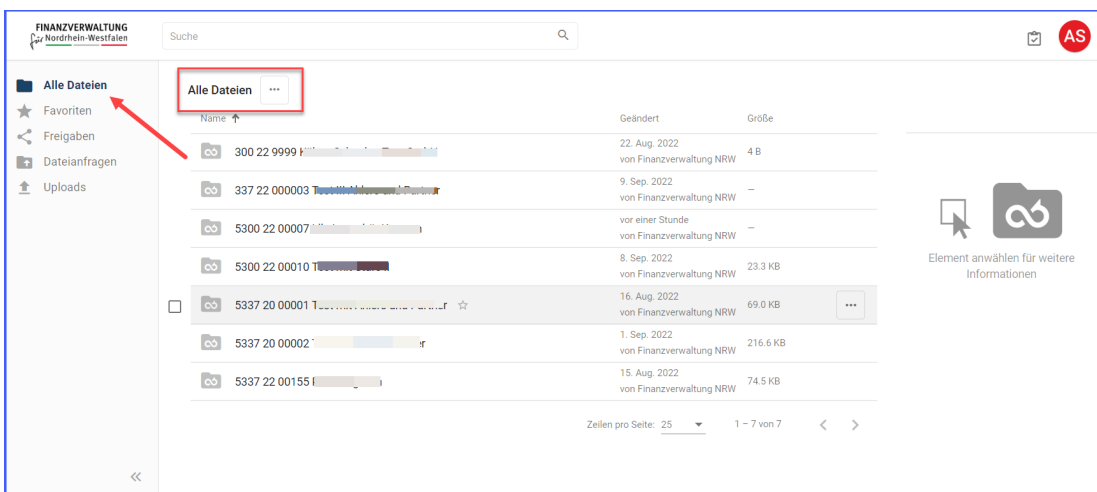 FINANZVERWALTUNG
für Nordrhein-Westfalen
Suche
AS
Alle Dateien
Favoriten
Freigaben
Dateianfragen
Uploads
Alle Dateien ...
Name Geändert Größe
300 22 9999
22. Aug. 2022
von Finanzverwaltung NRW
4 B
337 22 000003
9. Sep. 2022
von Finanzverwaltung NRW
–
5300 22 00007
vor einer Stunde
von Finanzverwaltung NRW
–
5300 22 00010
8. Sep. 2022
von Finanzverwaltung NRW
23.3 KB
5337 20 00001
16. Aug. 2022
von Finanzverwaltung NRW
69.0 KB
...
5337 20 00002
1. Sep. 2022
von Finanzverwaltung NRW
216.6 KB
5337 22 00155
15. Aug. 2022
von Finanzverwaltung NRW
74.5 KB
Zeilen pro Seite: 25 1 – 7 von 7
Element anwählen für weitere
Informationen